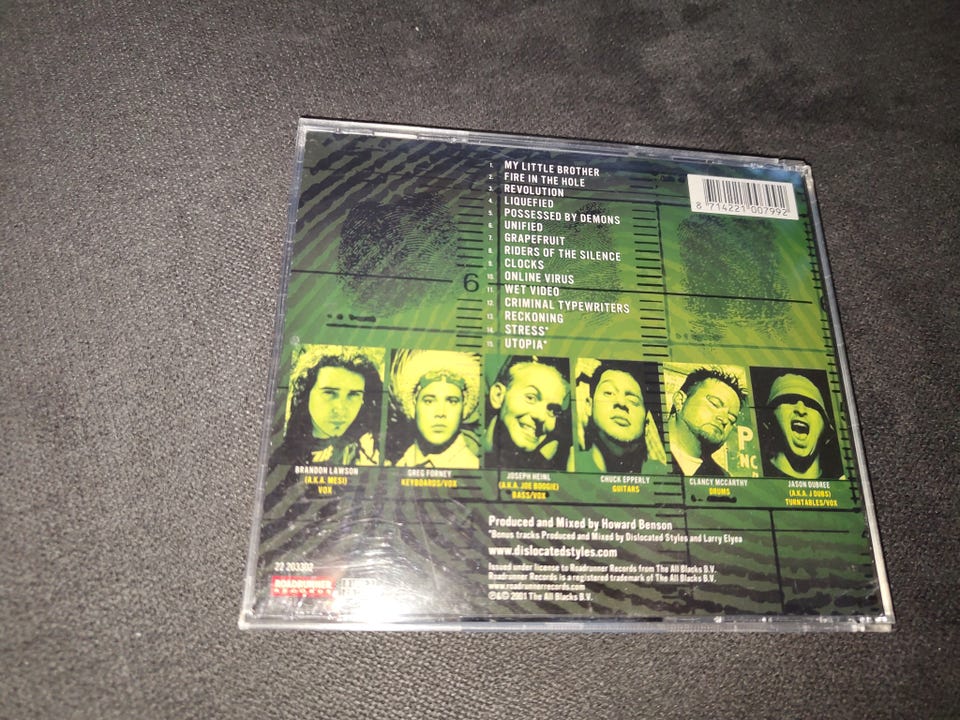 1. MY LITTLE BROTHER
2. FIRE IN THE HOLE
3. REVOLUTION
4. LIQUEFIED
5. POSSESSED BY DEMONS
6. UNIFIED
7. GRAPEFRUIT
8. RIDERS OF THE SILENCE
9. CLOCKS
10. ONLINE VIRUS
11. WET VIDEO
12. CRIMINAL TYPEWRITERS
13. RECKONING
14. STRESS*
15. UTOPIA*
8 714221 007992
6
P
NC
BRANDON LAWSON
(A.K.A. MESI)
VOX
GREG FORNEY
KEYBOARDS/VOX
JOSEPH HEINL
(A.K.A. JOE BOOGIE)
BASS/VOX
CHUCK EPPERLY
GUITARS
CLANCY MCCARTHY
DRUMS
JASON DUBREE
(A.K.A. J DUBS)
TURNTABLES/VOX
Produced and Mixed by Howard Benson
*Bonus tracks Produced and Mixed by Dislocated Styles and Larry Elyea
www.dislocatedstyles.com
Issued under license to Roadrunner Records from The All Blacks B.V.
Roadrunner Records is a registered trademark of The All Blacks B.V.
www.roadrunnerrecords.com
℗&© 2001 The All Blacks B.V.
22 203302
ROADRUNNER
RECORDS